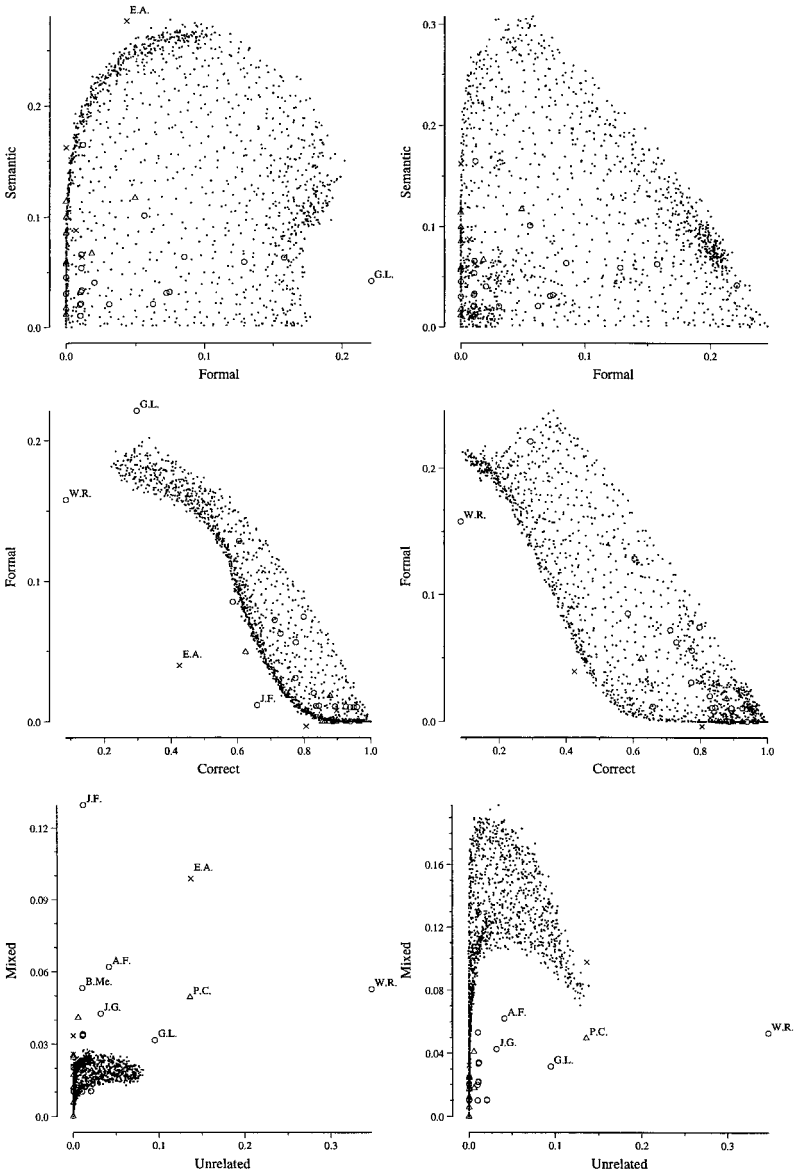 E.A.
0.2
0.1
0.0
Semantic
G.L.
0.0
0.1
0.2
Formal
0.3
0.2
0.1
0.0
Semantic
0.0
0.1
0.2
Formal
G.L.
0.2
W.R.
0.1
E.A.
J.F.
0.0
Formal
0.2
0.4
0.6
0.8
1.0
Correct
0.2
W.R.
0.1
0.0
Formal
0.2
0.4
0.6
0.8
1.0
Correct
J.F.
0.12
E.A.
0.09
A.F.
0.06
B.Me.
P.C.
W.R.
J.G.
G.L.
0.03
0.0
Mixed
0.0
0.1
0.2
0.3
Unrelated
0.16
0.12
0.08
A.F.
P.C.
W.R.
J.G.
0.04
G.L.
0.0
Mixed
0.0
0.1
0.2
0.3
Unrelated